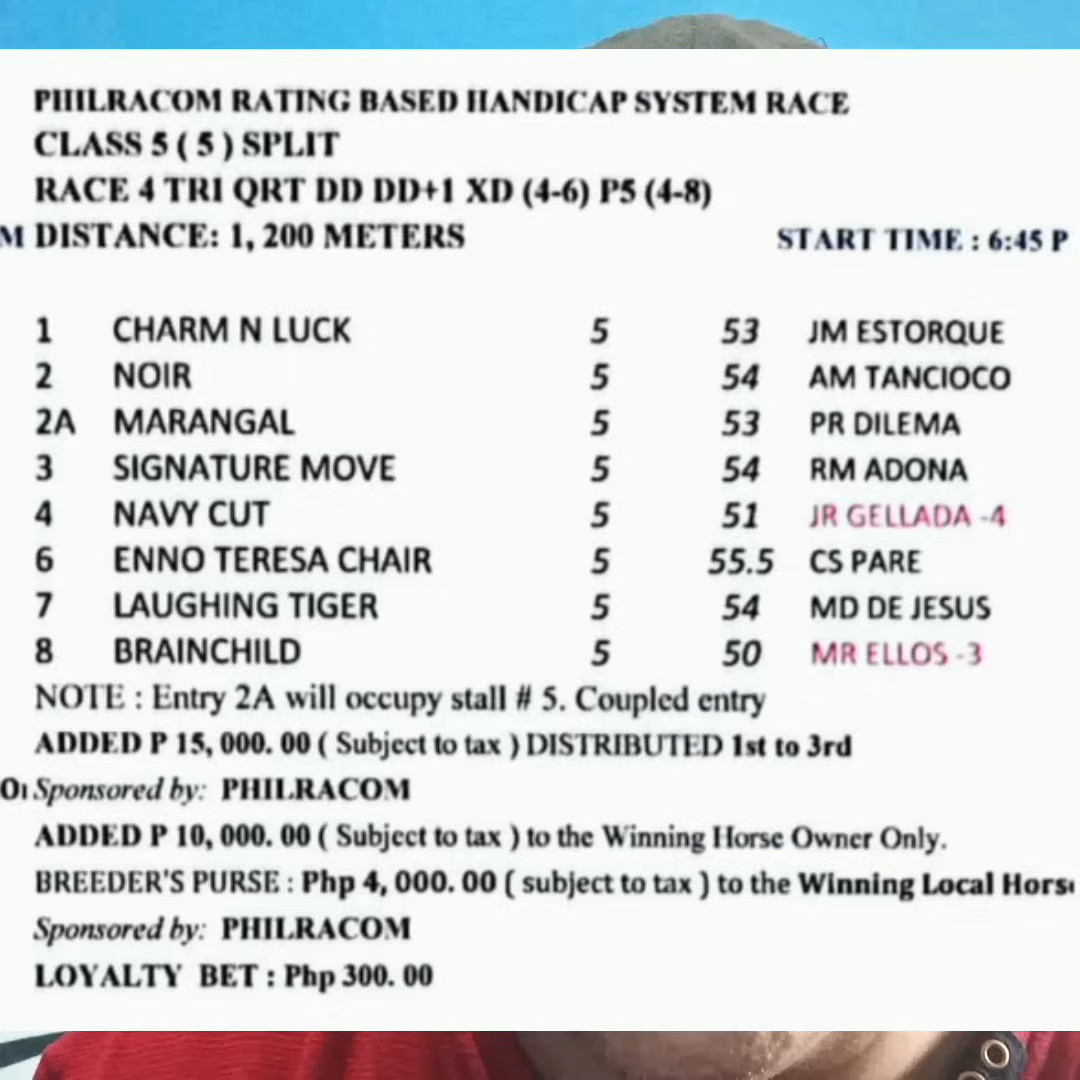 PHILRACOM RATING BASED HANDICAP SYSTEM RACE
CLASS 5 ( 5 ) SPLIT
RACE 4 TRI QRT DD DD+1 XD (4-6) P5 (4-8)
M DISTANCE: 1, 200 METERS START TIME : 6:45 P
1 CHARM N LUCK 5 53 JM ESTORQUE
2 NOIR 5 54 AM TANCIOCO
2A MARANGAL 5 53 PR DILEMA
3 SIGNATURE MOVE 5 54 RM ADONA
4 NAVY CUT 5 51 JR GELLADA -4
6 ENNO TERESA CHAIR 5 55.5 CS PARE
7 LAUGHING TIGER 5 54 MD DE JESUS
8 BRAINCHILD 5 50 MR ELLOS -3
NOTE : Entry 2A will occupy stall # 5. Coupled entry
ADDED P 15, 000. 00 ( Subject to tax ) DISTRIBUTED 1st to 3rd
Sponsored by: PHILRACOM
ADDED P 10, 000. 00 ( Subject to tax ) to the Winning Horse Owner Only.
BREEDER'S PURSE : Php 4, 000. 00 ( subject to tax ) to the Winning Local Hors
Sponsored by: PHILRACOM
LOYALTY BET : Php 300. 00